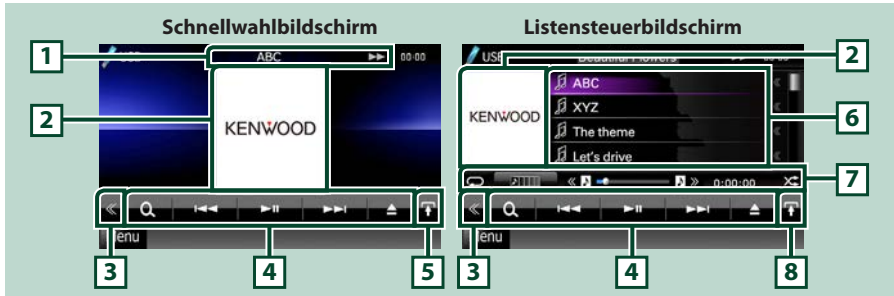 Schnellwahlbildschirm
Listensteuerbildschirm
1
USB
ABC
00:00
2
KENWOOD
Menu
3
4
5
USB
Beautiful Flowers
2
KENWOOD
ABC
XYZ
The theme
Let's drive
6
0:00:00
7
Menu
3
4
8